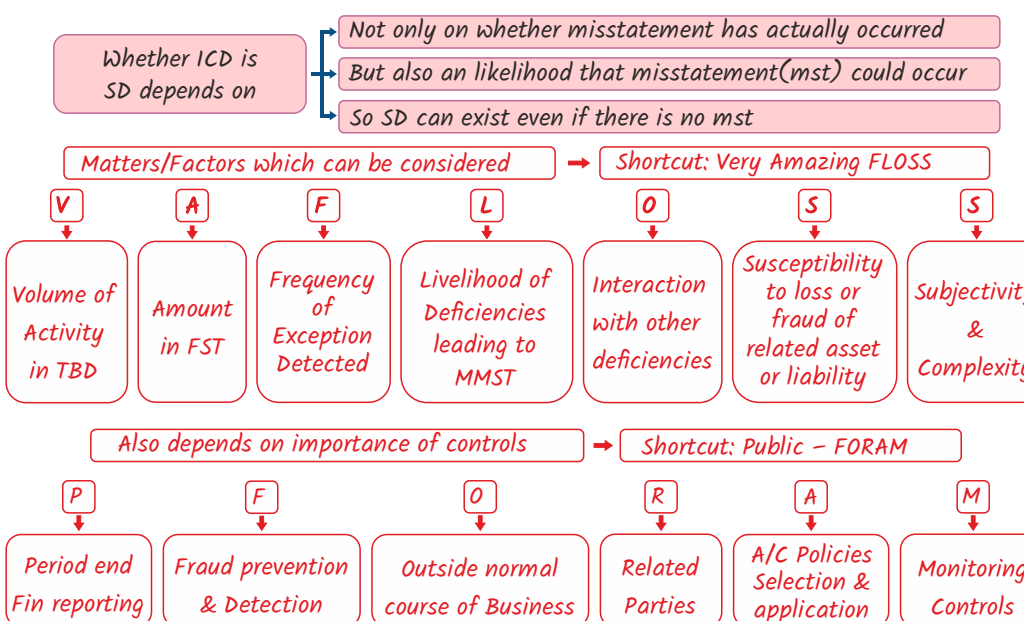 Whether ICD is
SD depends on
Not only on whether misstatement has actually occurred
But also an likelihood that misstatement(mst) could occur
So SD can exist even if there is no mst
Matters/Factors which can be considered
Shortcut: Very Amazing FLOSS
V
A
F
L
O
S
S
Volume of
Activity
in TBD
Amount
in FST
Frequency
of
Exception
Detected
Livelihood of
Deficiencies
leading to
MMST
Interaction
with other
deficiencies
Susceptibility
to loss or
fraud of
related asset
or liability
Subjectivity
&
Complexity
Also depends on importance of controls
Shortcut: Public – FORAM
P
F
O
R
A
M
Period end
Fin reporting
Fraud prevention
& Detection
Outside normal
course of Business
Related
Parties
A/C Policies
Selection &
application
Monitoring
Controls